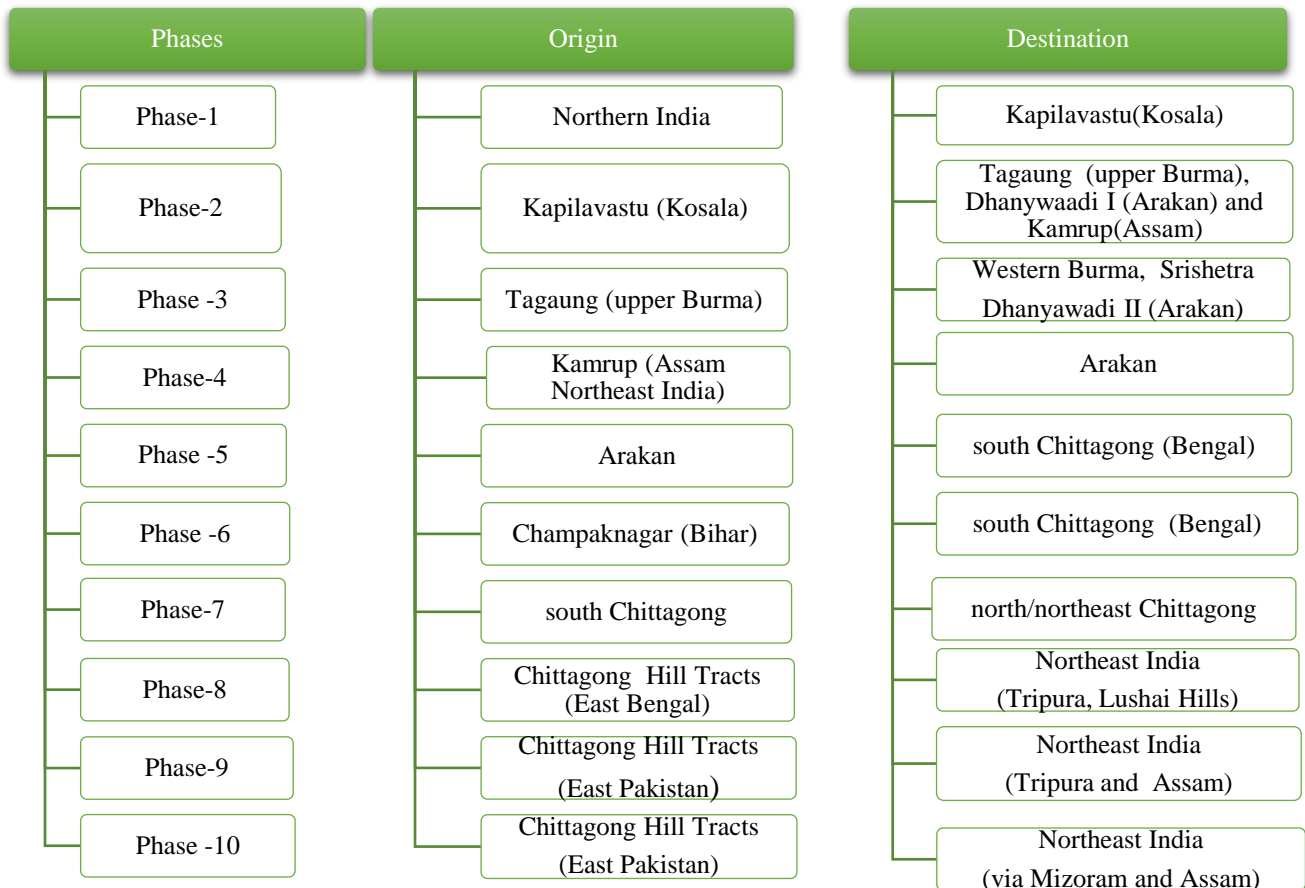 Phases
Origin
Destination
Phase-1
Northern India
Kapilavastu(Kosala)
Phase-2
Kapilavastu (Kosala)
Tagaung (upper Burma),
Dhanywaadi I (Arakan) and
Kamrup(Assam)
Phase -3
Tagaung (upper Burma)
Western Burma, Srishetra
Dhanyawadi II (Arakan)
Phase-4
Kamrup (Assam
Northeast India)
Arakan
Phase -5
Arakan
south Chittagong (Bengal)
Phase -6
Champaknagar (Bihar)
south Chittagong (Bengal)
Phase-7
south Chittagong
north/northeast Chittagong
Phase-8
Chittagong Hill Tracts
(East Bengal)
Northeast India
(Tripura, Lushai Hills)
Phase-9
Chittagong Hill Tracts
(East Pakistan)
Northeast India
(Tripura and Assam)
Phase -10
Chittagong Hill Tracts
(East Pakistan)
Northeast India
(via Mizoram and Assam)